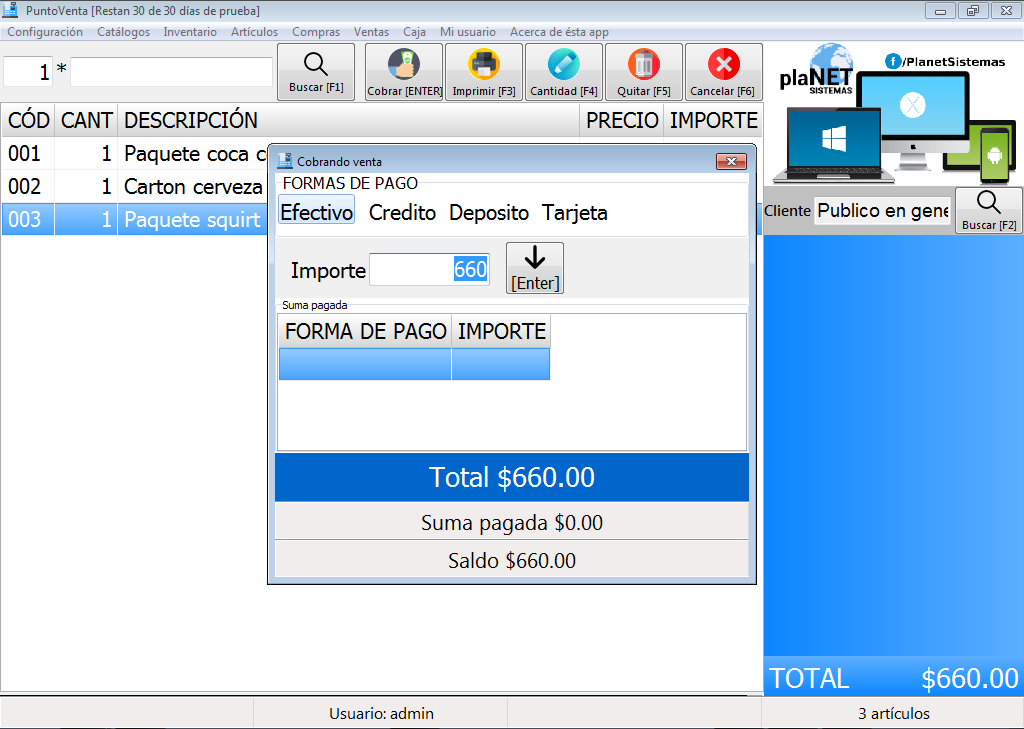 PuntoVenta [Restan 30 de 30 días de prueba]
Configuración Catálogos Inventario Artículos Compras Ventas Caja Mi usuario Acerca de ésta app
1 *
Buscar [F1] Cobrar [ENTER] Imprimir [F3] Cantidad [F4] Quitar [F5] Cancelar [F6]
plaNET
SISTEMAS
f/PlanetSistemas
X
CÓD CANT DESCRIPCIÓN PRECIO IMPORTE
001 1 Paquete coca c
002 1 Carton cerveza
003 1 Paquete squirt
Cliente Publico en gene Buscar [F2]
Cobrando venta
FORMAS DE PAGO
Efectivo Credito Deposito Tarjeta
Importe 660 [Enter]
Suma pagada
FORMA DE PAGO IMPORTE
Total $660.00
Suma pagada $0.00
Saldo $660.00
TOTAL $660.00
Usuario: admin 3 artículos